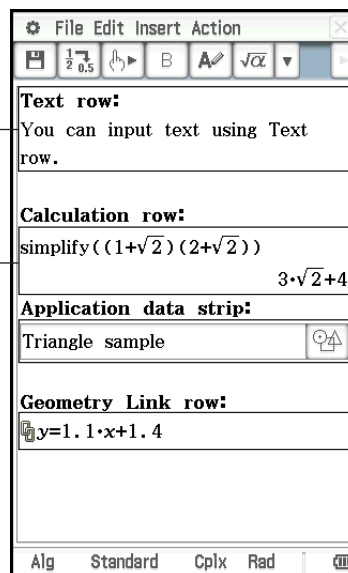 File Edit Insert Action
B A √α
Text row:
You can input text using Text
row.
Calculation row:
simplify((1+√2)(2+√2))
3·√2+4
Application data strip:
Triangle sample
Geometry Link row:
y=1.1·x+1.4
Alg Standard Cplx Rad